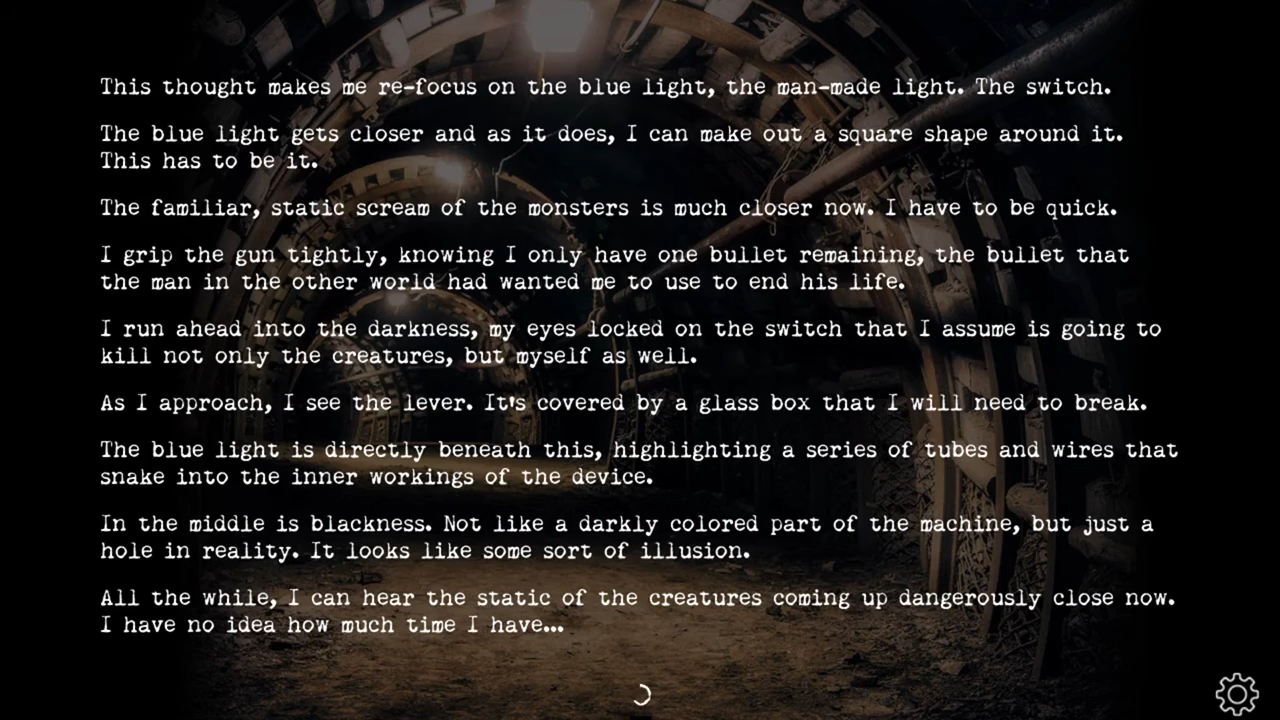 This thought makes me re-focus on the blue light, the man-made light. The switch.
The blue light gets closer and as it does, I can make out a square shape around it.
This has to be it.
The familiar, static scream of the monsters is much closer now. I have to be quick.
I grip the gun tightly, knowing I only have one bullet remaining, the bullet that
the man in the other world had wanted me to use to end his life.
I run ahead into the darkness, my eyes locked on the switch that I assume is going to
kill not only the creatures, but myself as well.
As I approach, I see the lever. It's covered by a glass box that I will need to break.
The blue light is directly beneath this, highlighting a series of tubes and wires that
snake into the inner workings of the device.
In the middle is blackness. Not like a darkly colored part of the machine, but just a
hole in reality. It looks like some sort of illusion.
All the while, I can hear the static of the creatures coming up dangerously close now.
I have no idea how much time I have...